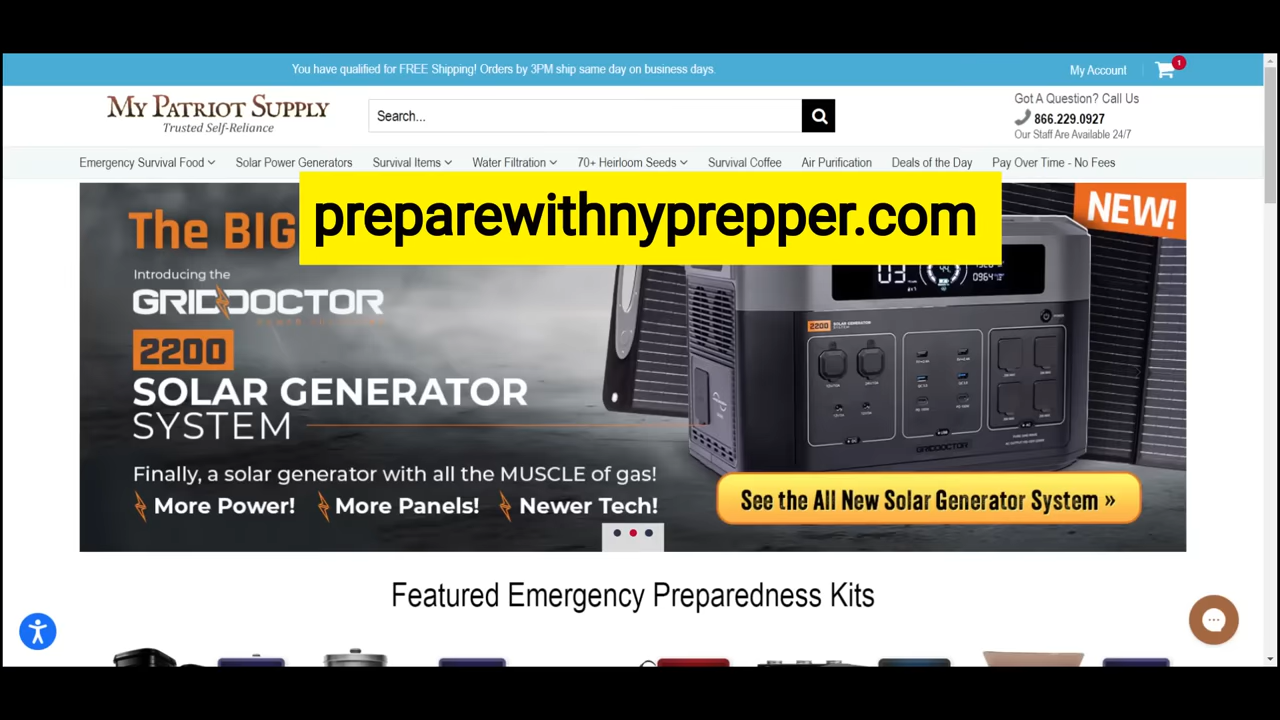 You have qualified for FREE Shipping! Orders by 3PM ship same day on business days.
My Account
1
MY PATRIOT SUPPLY
Trusted Self-Reliance
Search...
Got A Question? Call Us
866.229.0927
Our Staff Are Available 24/7
Emergency Survival Food
Solar Power Generators
Survival Items
Water Filtration
70+ Heirloom Seeds
Survival Coffee
Air Purification
Deals of the Day
Pay Over Time - No Fees
preparewithnyprepper.com
The BIG
NEW!
Introducing the
GRIDDOCTOR
2200
SOLAR GENERATOR
SYSTEM
Finally, a solar generator with all the MUSCLE of gas!
More Power! More Panels! Newer Tech!
2200
GRIDDOCTOR
See the All New Solar Generator System »
Featured Emergency Preparedness Kits